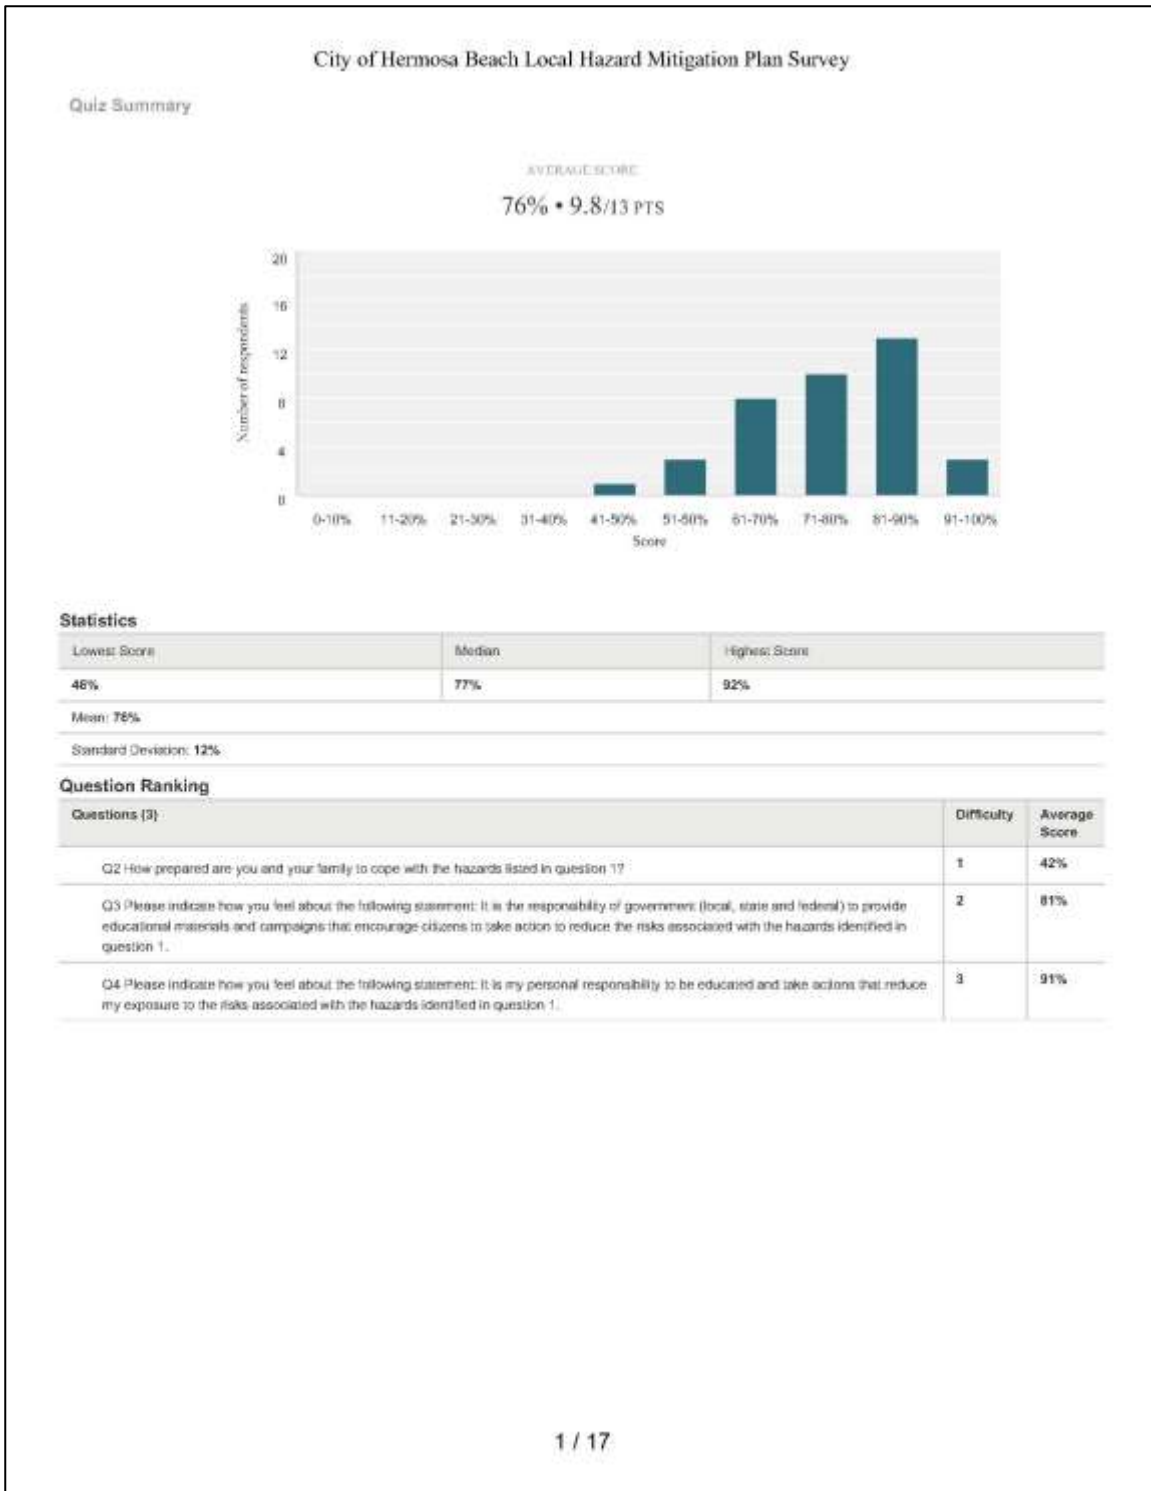 City of Hermosa Beach Local Hazard Mitigation Plan Survey
Quiz Summary
AVERAGE SCORE
76% • 9.8/13 PTS
20
16
12
8
4
0
Number of respondents
0-10% 11-20% 21-30% 31-40% 41-50% 51-60% 61-70% 71-80% 81-90% 91-100%
Score
Statistics
Lowest Score Median Highest Score
46% 77% 92%
Mean: 76%
Standard Deviation: 12%
Question Ranking
Questions (3) Difficulty Average
Score
Q2 How prepared are you and your family to cope with the hazards listed in question 1? 1 42%
Q3 Please indicate how you feel about the following statement: It is the responsibility of government (local, state and federal) to provide 2 81%
educational materials and campaigns that encourage citizens to take action to reduce the risks associated with the hazards identified in
question 1.
Q4 Please indicate how you feel about the following statement: It is my personal responsibility to be educated and take actions that reduce 3 91%
my exposure to the risks associated with the hazards identified in question 1.
1 / 17